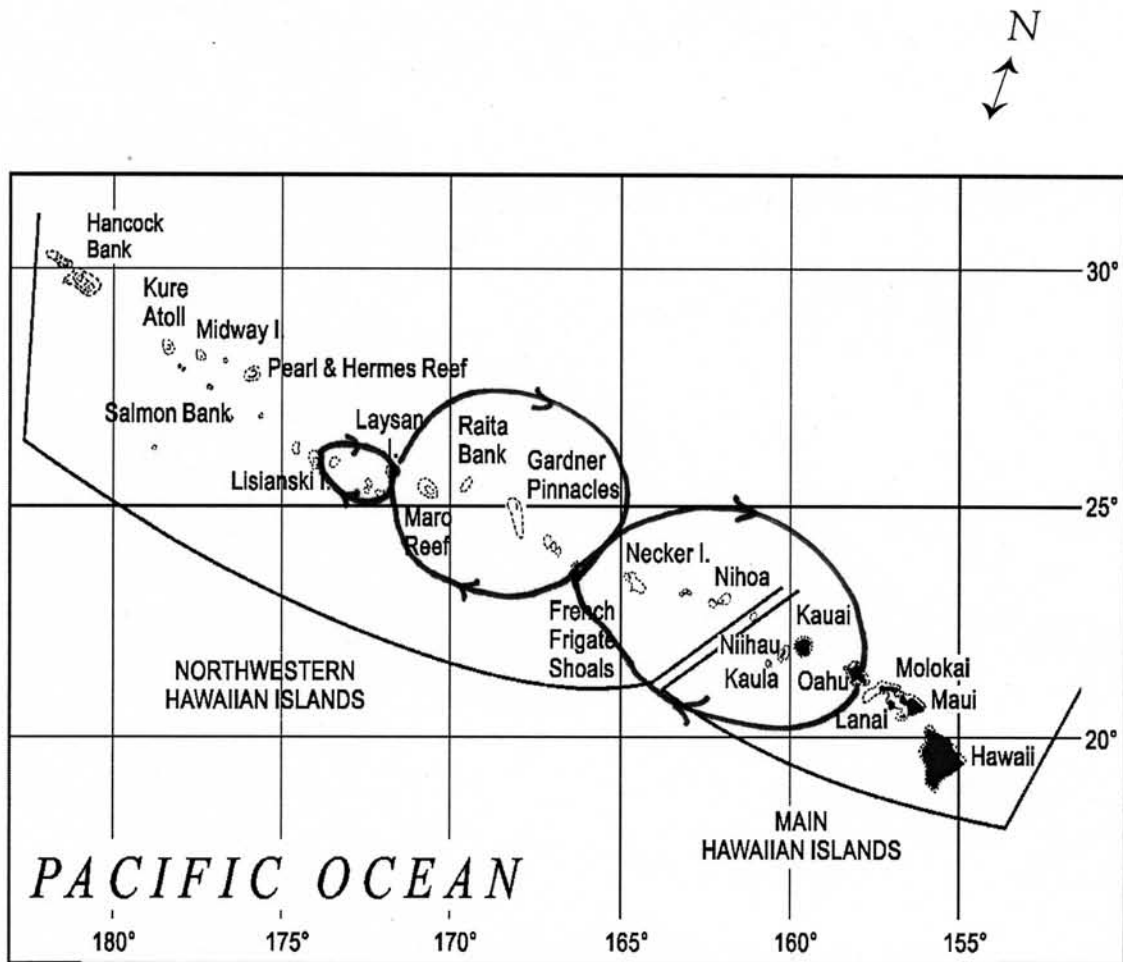 N
Hancock
Bank
30°
Kure
Atoll
Midway I.
Pearl & Hermes Reef
Salmon Bank
Laysan
Raita
Bank
Gardner
Pinnacles
Lisianski I.
25°
Maro
Reef
Necker I.
Nihoa
French
Frigate
Shoals
Kauai
Niihau
Kaula
Oahu
Molokai
Maui
Lanai
NORTHWESTERN
HAWAIIAN ISLANDS
20°
Hawaii
MAIN
HAWAIIAN ISLANDS
PACIFIC OCEAN
180°
175°
170°
165°
160°
155°